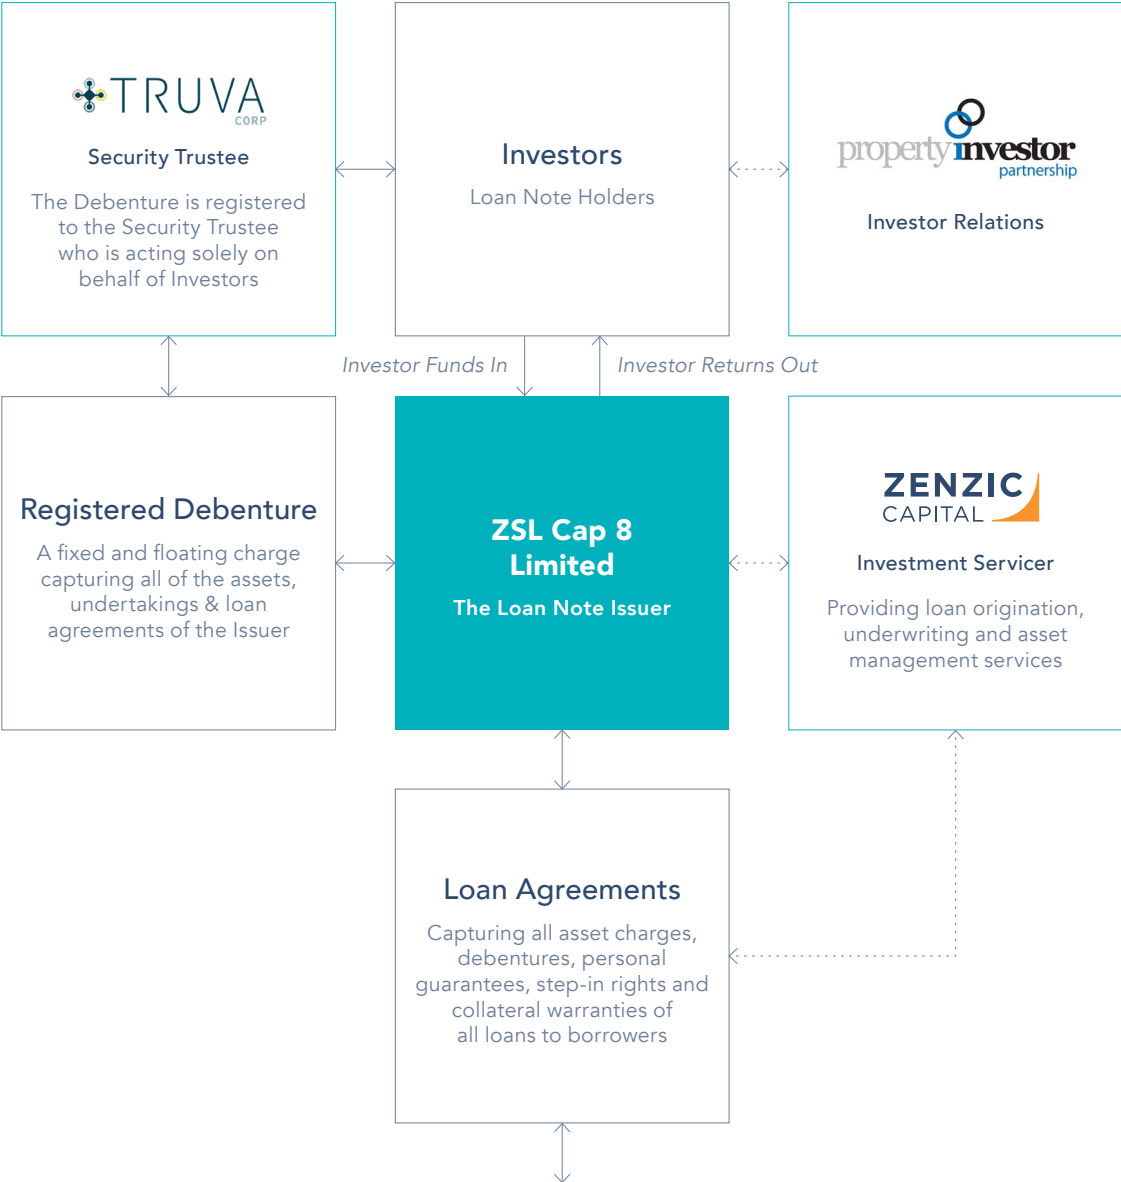 TRUVA
CORP
Security Trustee
The Debenture is registered
to the Security Trustee
who is acting solely on
behalf of Investors
Investors
Loan Note Holders
property investor
partnership
Investor Relations
Investor Funds In
Investor Returns Out
Registered Debenture
A fixed and floating charge
capturing all of the assets,
undertakings & loan
agreements of the Issuer
ZSL Cap 8
Limited
The Loan Note Issuer
ZENZIC
CAPITAL
Investment Servicer
Providing loan origination,
underwriting and asset
management services
Loan Agreements
Capturing all asset charges,
debentures, personal
guarantees, step-in rights and
collateral warranties of
all loans to borrowers